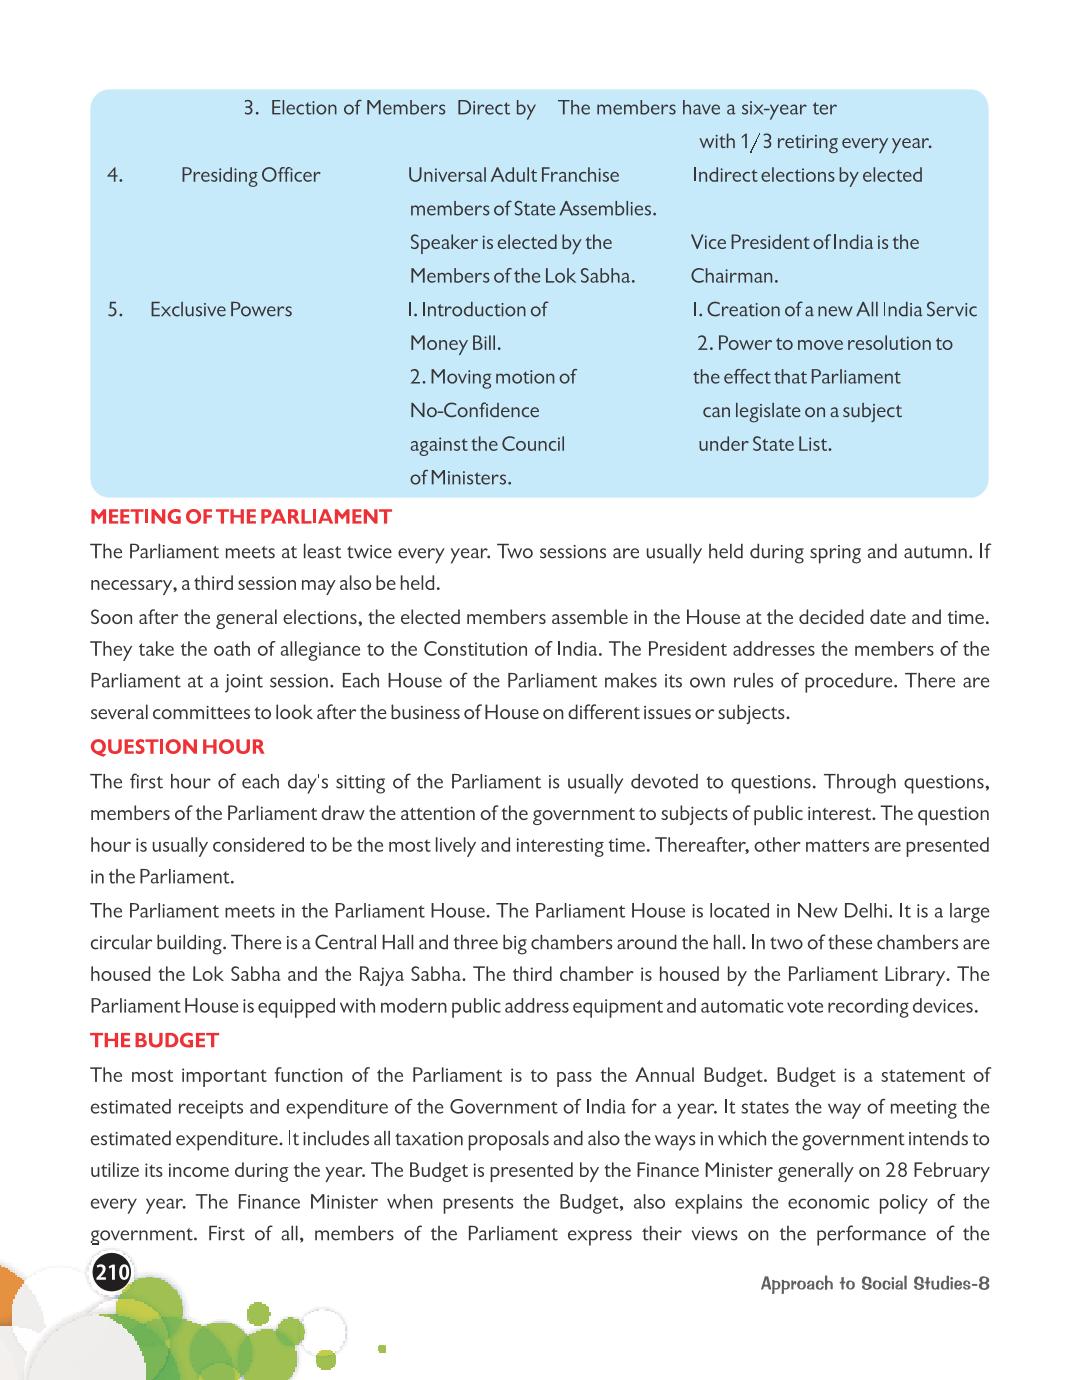 3. Election of Members Direct by The members have a six-year ter
with 1/3 retiring every year.
4. Presiding Officer Universal Adult Franchise Indirect elections by elected
members of State Assemblies.
Speaker is elected by the Vice President of India is the
Members of the Lok Sabha. Chairman.
5. Exclusive Powers 1. Introduction of 1. Creation of a new All India Servic
Money Bill. 2. Power to move resolution to
2. Moving motion of the effect that Parliament
No-Confidence can legislate on a subject
against the Council under State List.
of Ministers.
MEETING OF THE PARLIAMENT
The Parliament meets at least twice every year. Two sessions are usually held during spring and autumn. If
necessary, a third session may also be held.
Soon after the general elections, the elected members assemble in the House at the decided date and time.
They take the oath of allegiance to the Constitution of India. The President addresses the members of the
Parliament at a joint session. Each House of the Parliament makes its own rules of procedure. There are
several committees to look after the business of House on different issues or subjects.
QUESTION HOUR
The first hour of each day's sitting of the Parliament is usually devoted to questions. Through questions,
members of the Parliament draw the attention of the government to subjects of public interest. The question
hour is usually considered to be the most lively and interesting time. Thereafter, other matters are presented
in the Parliament.
The Parliament meets in the Parliament House. The Parliament House is located in New Delhi. It is a large
circular building. There is a Central Hall and three big chambers around the hall. In two of these chambers are
housed the Lok Sabha and the Rajya Sabha. The third chamber is housed by the Parliament Library. The
Parliament House is equipped with modern public address equipment and automatic vote recording devices.
THE BUDGET
The most important function of the Parliament is to pass the Annual Budget. Budget is a statement of
estimated receipts and expenditure of the Government of India for a year. It states the way of meeting the
estimated expenditure. It includes all taxation proposals and also the ways in which the government intends to
utilize its income during the year. The Budget is presented by the Finance Minister generally on 28 February
every year. The Finance Minister when presents the Budget, also explains the economic policy of the
government. First of all, members of the Parliament express their views on the performance of the
210
Approach to Social Studies-8